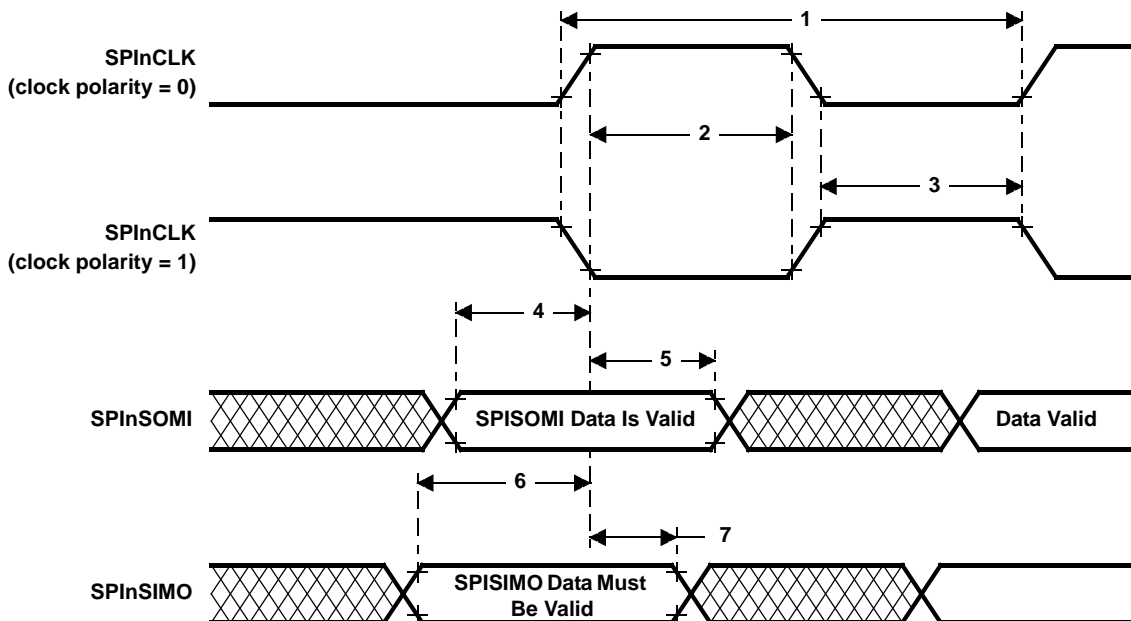 1
SPInCLK
(clock polarity = 0)
2
3
SPInCLK
(clock polarity = 1)
4
5
SPInSOMI
SPISOMI Data Is Valid
Data Valid
6
7
SPInSIMO
SPISIMO Data Must
Be Valid